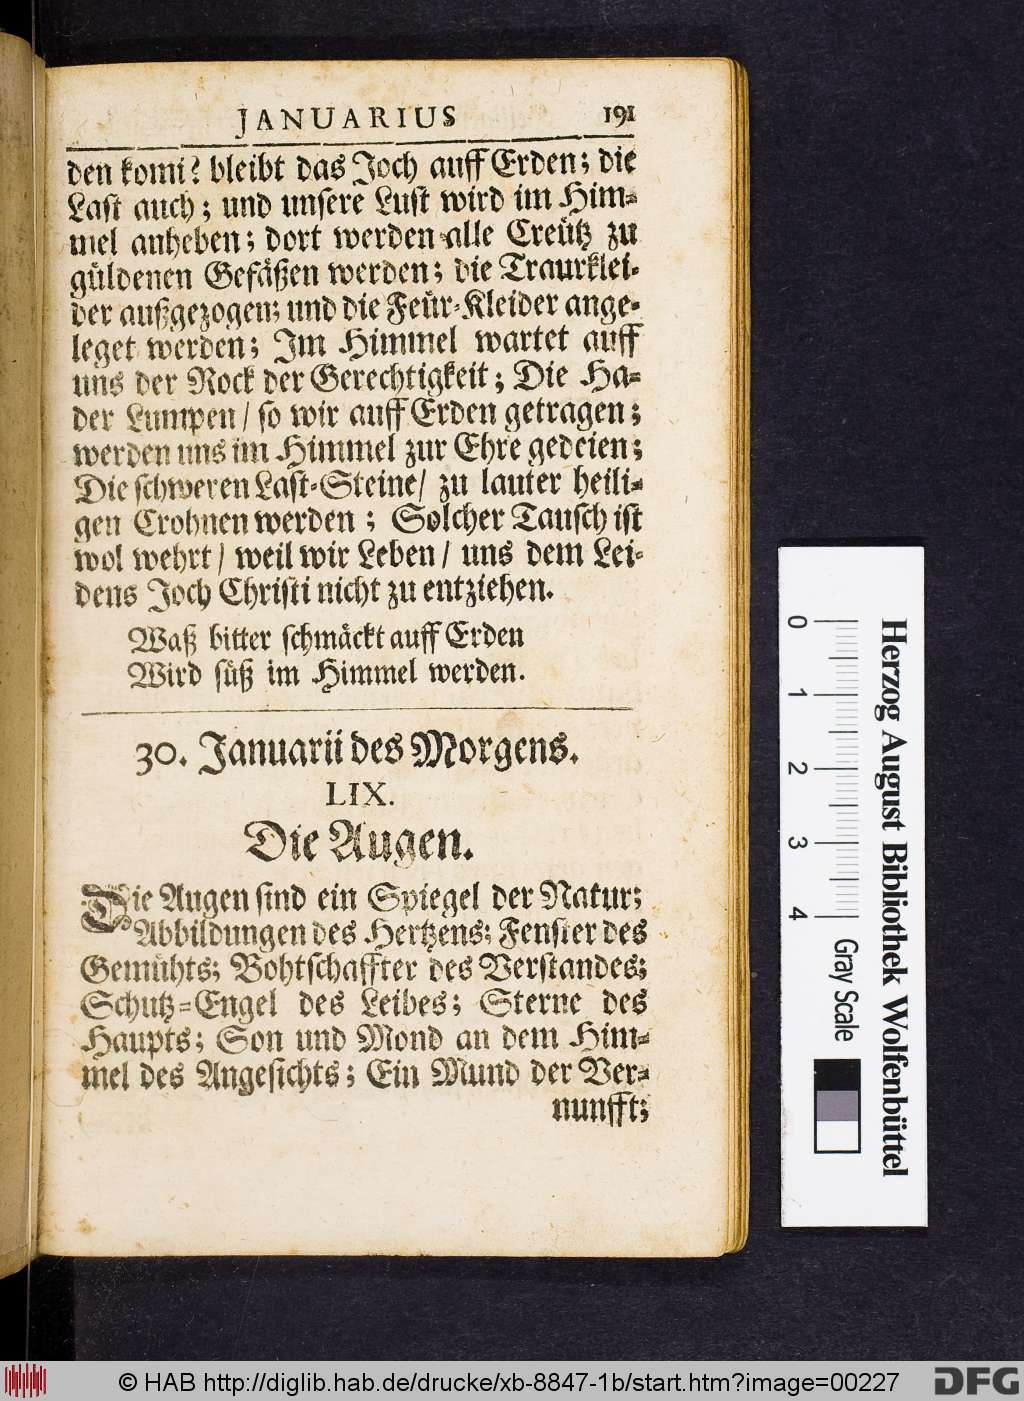 JANUARIUS 191
den komt? bleibt das Joch auff Erden; die
Last auch; und unsere Lust wird im Him-
mel anheben; dort werden alle Creütz zu
güldenen Gefäßen werden; die Traurklei-
der außgezogen; und die Feür-Kleider ange-
leget werden; Im Himmel wartet auff
uns der Rock der Gerechtigkeit; Die Ha-
der Lumpen / so wir auff Erden getragen;
werden uns im Himmel zur Ehre gedeien;
Die schweren Last-Steine / zu lauter heili-
gen Crohnen werden; Solcher Tausch ist
wol wehrt / weil wir Leben / uns dem Lei-
dens Joch Christi nicht zu entziehen.
Waß bitter schmäckt auff Erden
Wird süß im Himmel werden.
30. Januarii des Morgens.
LIX.
Die Augen.
Die Augen sind ein Spiegel der Natur;
Abbildungen des Hertzens; Fenster des
Gemühts; Bohtschaffter des Verstandes;
Schutz-Engel des Leibes; Sterne des
Haupts; Son und Mond an dem Him-
mel des Angesichts; Ein Mund der Ver-
nunfft;
Herzog August Bibliothek Wolfenbüttel
0 1 2 3 4 Gray Scale
© HAB http://diglib.hab.de/drucke/xb-8847-1b/start.htm?image=00227
DFG